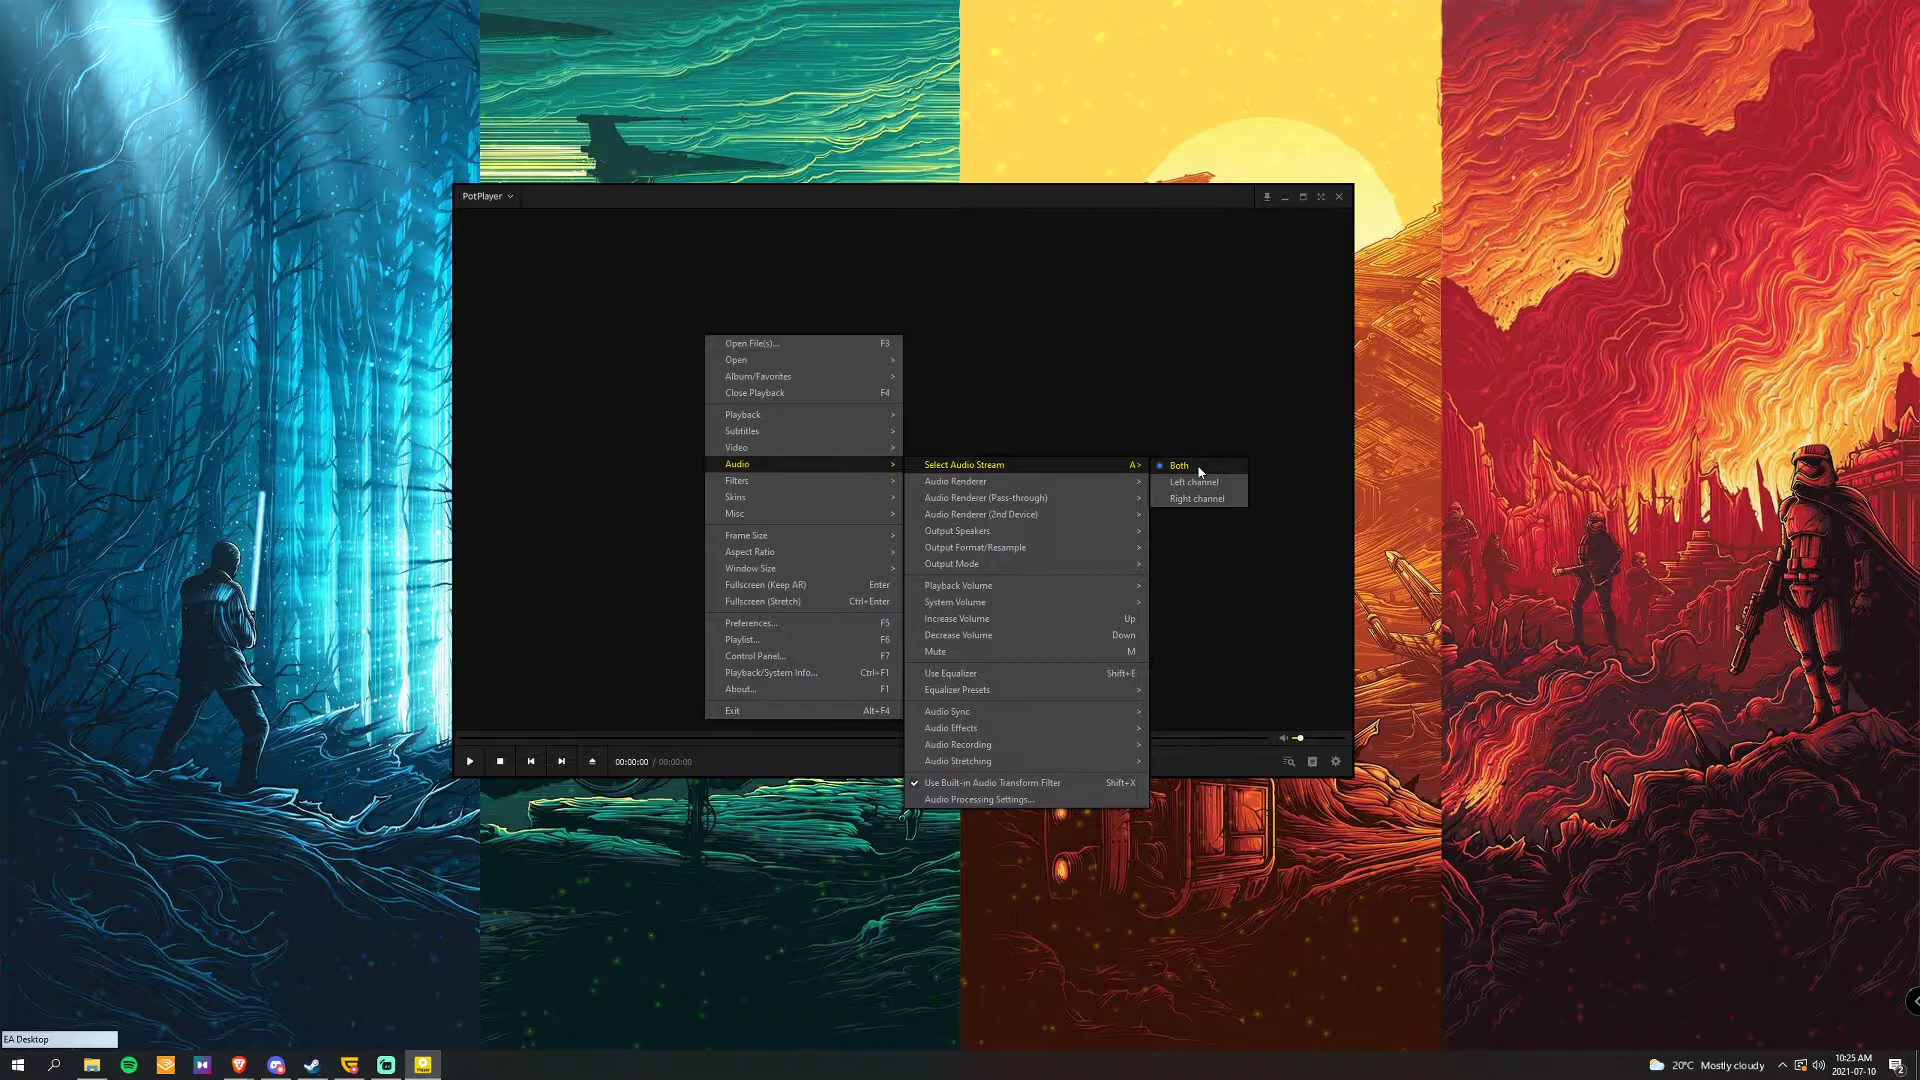 PotPlayer
Open File(s)... F3
Open >
Album/Favorites >
Close Playback F4
Playback >
Subtitles >
Video >
Audio >
Filters >
Skins >
Misc >
Frame Size >
Aspect Ratio >
Window Size >
Fullscreen (Keep AR) Enter
Fullscreen (Stretch) Ctrl+Enter
Preferences... F5
Playlist... F6
Control Panel... F7
Playback/System Info... Ctrl+F1
About... F1
Exit Alt+F4
Select Audio Stream A>
Audio Renderer >
Audio Renderer (Pass-through) >
Audio Renderer (2nd Device) >
Output Speakers >
Output Format/Resample >
Output Mode >
Playback Volume >
System Volume >
Increase Volume Up
Decrease Volume Down
Mute M
Use Equalizer Shift+E
Equalizer Presets >
Audio Sync >
Audio Effects >
Audio Recording >
Audio Stretching >
Use Built-in Audio Transform Filter Shift+X
Audio Processing Settings...
Both
Left channel
Right channel
00:00:00 / 00:00:00
EA Desktop
20°C Mostly cloudy
10:25 AM
2021-07-10
2